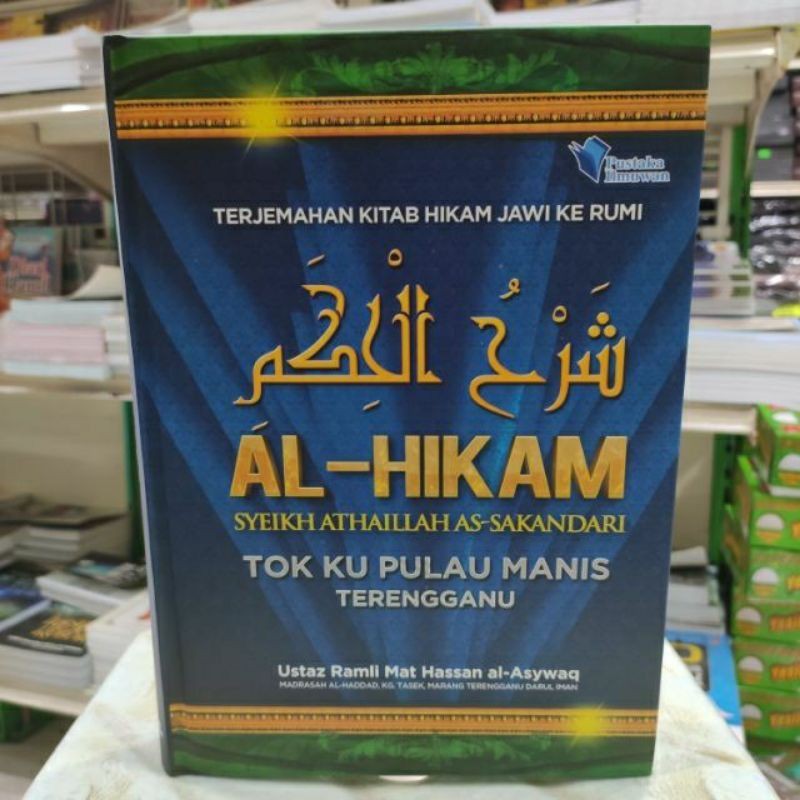 Pustaka
Ilmuwan
TERJEMAHAN KITAB HIKAM JAWI KE RUMI
شَرْحُ الْحِكَم
AL-HIKAM
SYEIKH ATHAILLAH AS-SAKANDARI
TOK KU PULAU MANIS
TERENGGANU
Ustaz Ramli Mat Hassan al-Asywaq
MADRASAH AL-HADDAD, KG. TASEK, MARANG TERENGGANU DARUL IMAN